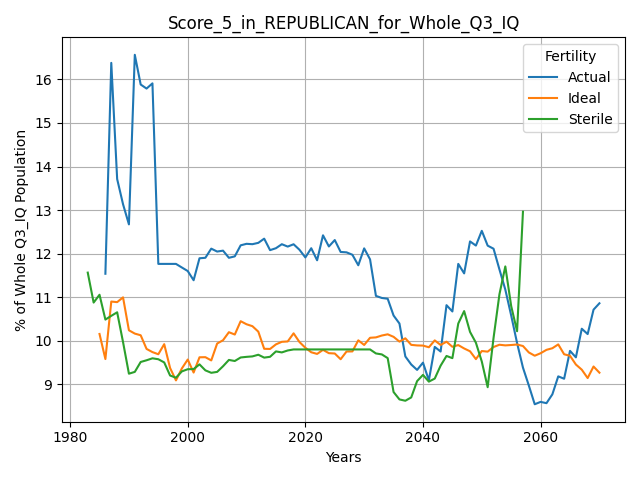 Score_5_in_REPUBLICAN_for_Whole_Q3_IQ
Fertility
Actual
Ideal
Sterile
% of Whole Q3_IQ Population
16
15
14
13
12
11
10
9
1980
2000
2020
2040
2060
Years